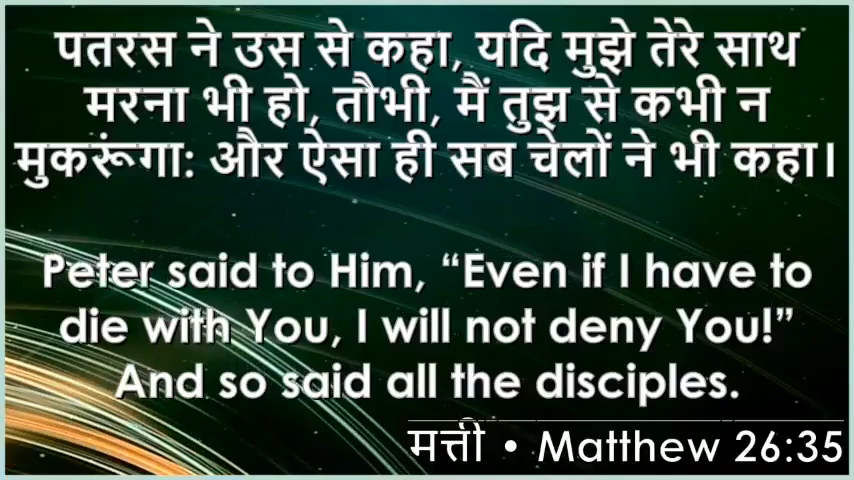 पतरस ने उस से कहा, यदि मुझे तेरे साथ
मरना भी हो, तौभी, मैं तुझ से कभी न
मुकरूंगा: और ऐसा ही सब चेलों ने भी कहा।
Peter said to Him, “Even if I have to
die with You, I will not deny You!”
And so said all the disciples.
मत्ती • Matthew 26:35